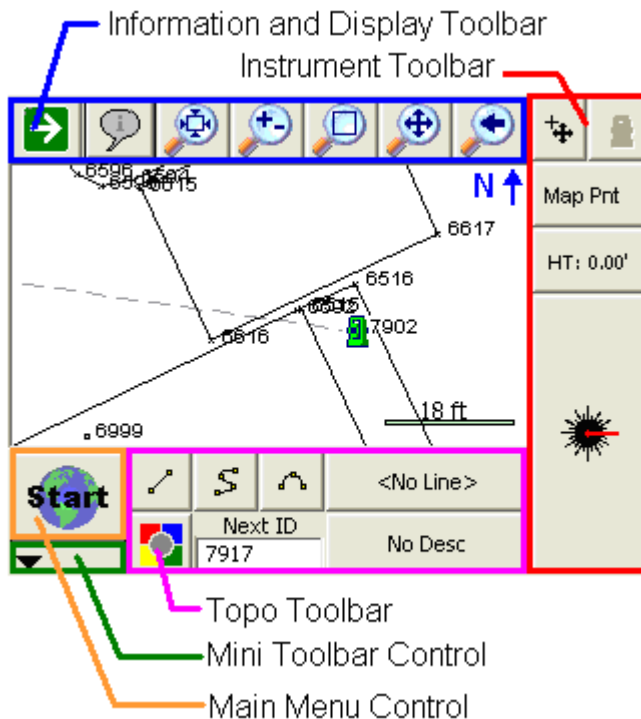 Information and Display Toolbar
Instrument Toolbar
N
Map Pnt
6617
HT: 0.00'
6516
7902
6616
18 ft
6999
Start
<No Line>
Next ID
7917
No Desc
Topo Toolbar
Mini Toolbar Control
Main Menu Control